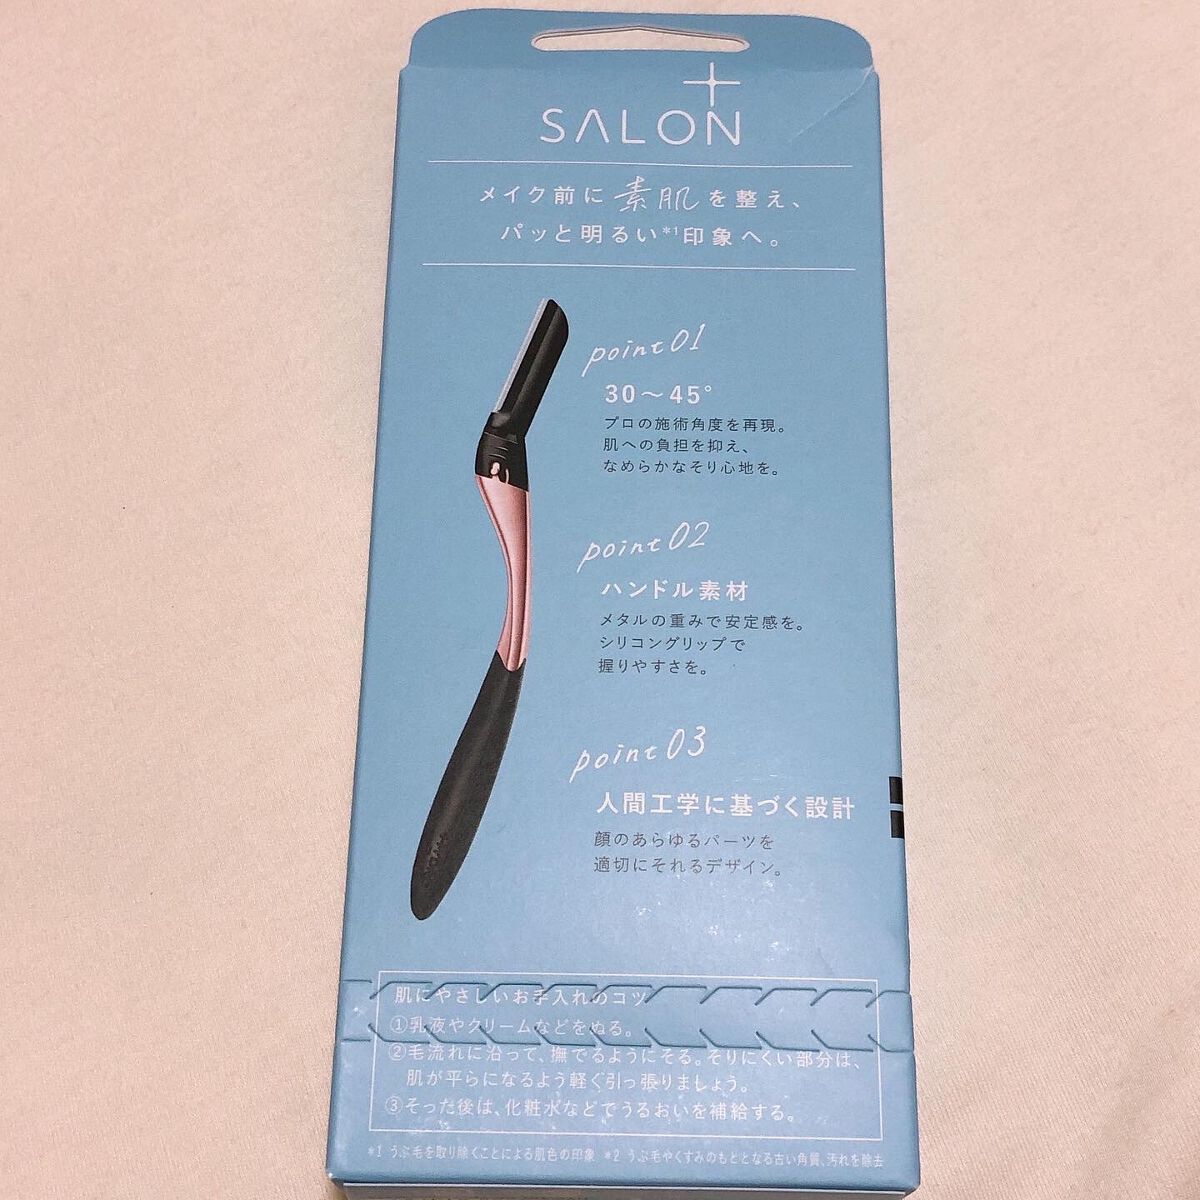 SALON
メイク前に素肌を整え、
パッと明るい*1印象へ。
point01
30～45°
プロの施術角度を再現。
肌への負担を抑え、
なめらかなそり心地を。
point02
ハンドル素材
メタルの重みで安定感を。
シリコングリップで
握りやすさを。
point03
人間工学に基づく設計
顔のあらゆるパーツを
適切にそれるデザイン。
肌にやさしいお手入れのコツ
①乳液やクリームなどをぬる。
②毛流れに沿って、撫でるようにそる。そりにくい部分は、
肌が平らになるよう軽く引っ張りましょう。
③そった後は、化粧水などでうるおいを補給する。
*1 うぶ毛を取り除くことによる肌色の印象 *2 うぶ毛やくすみのもととなる古い角質、汚れを除去